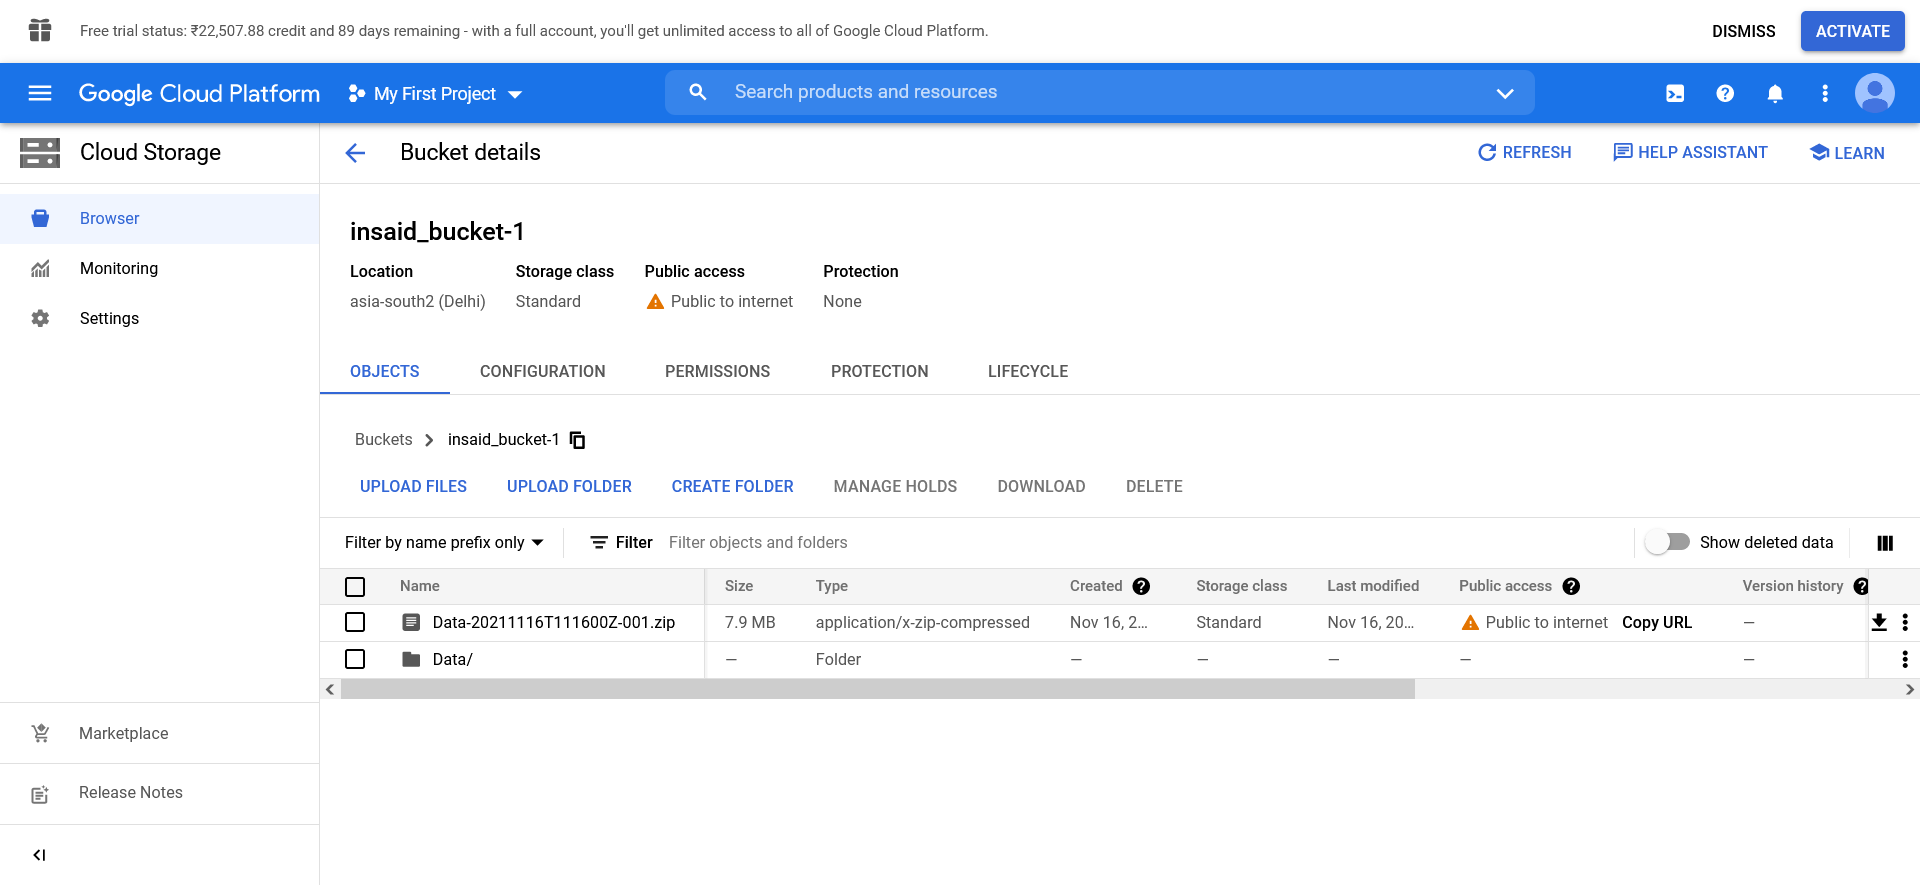 Free trial status: ₹22,507.88 credit and 89 days remaining - with a full account, you'll get unlimited access to all of Google Cloud Platform.
DISMISS
ACTIVATE
Google Cloud Platform
My First Project
Search products and resources
Cloud Storage
Bucket details
REFRESH
HELP ASSISTANT
LEARN
Browser
Monitoring
Settings
Marketplace
Release Notes
insaid_bucket-1
Location Storage class Public access Protection
asia-south2 (Delhi) Standard Public to internet None
OBJECTS CONFIGURATION PERMISSIONS PROTECTION LIFECYCLE
Buckets insaid_bucket-1
UPLOAD FILES UPLOAD FOLDER CREATE FOLDER MANAGE HOLDS DOWNLOAD DELETE
Filter by name prefix only Filter Filter objects and folders Show deleted data
Name Size Type Created Storage class Last modified Public access Version history
Data-20211116T111600Z-001.zip 7.9 MB application/x-zip-compressed Nov 16, 2... Standard Nov 16, 20... Public to internet Copy URL —
Data/ — Folder — — — — —